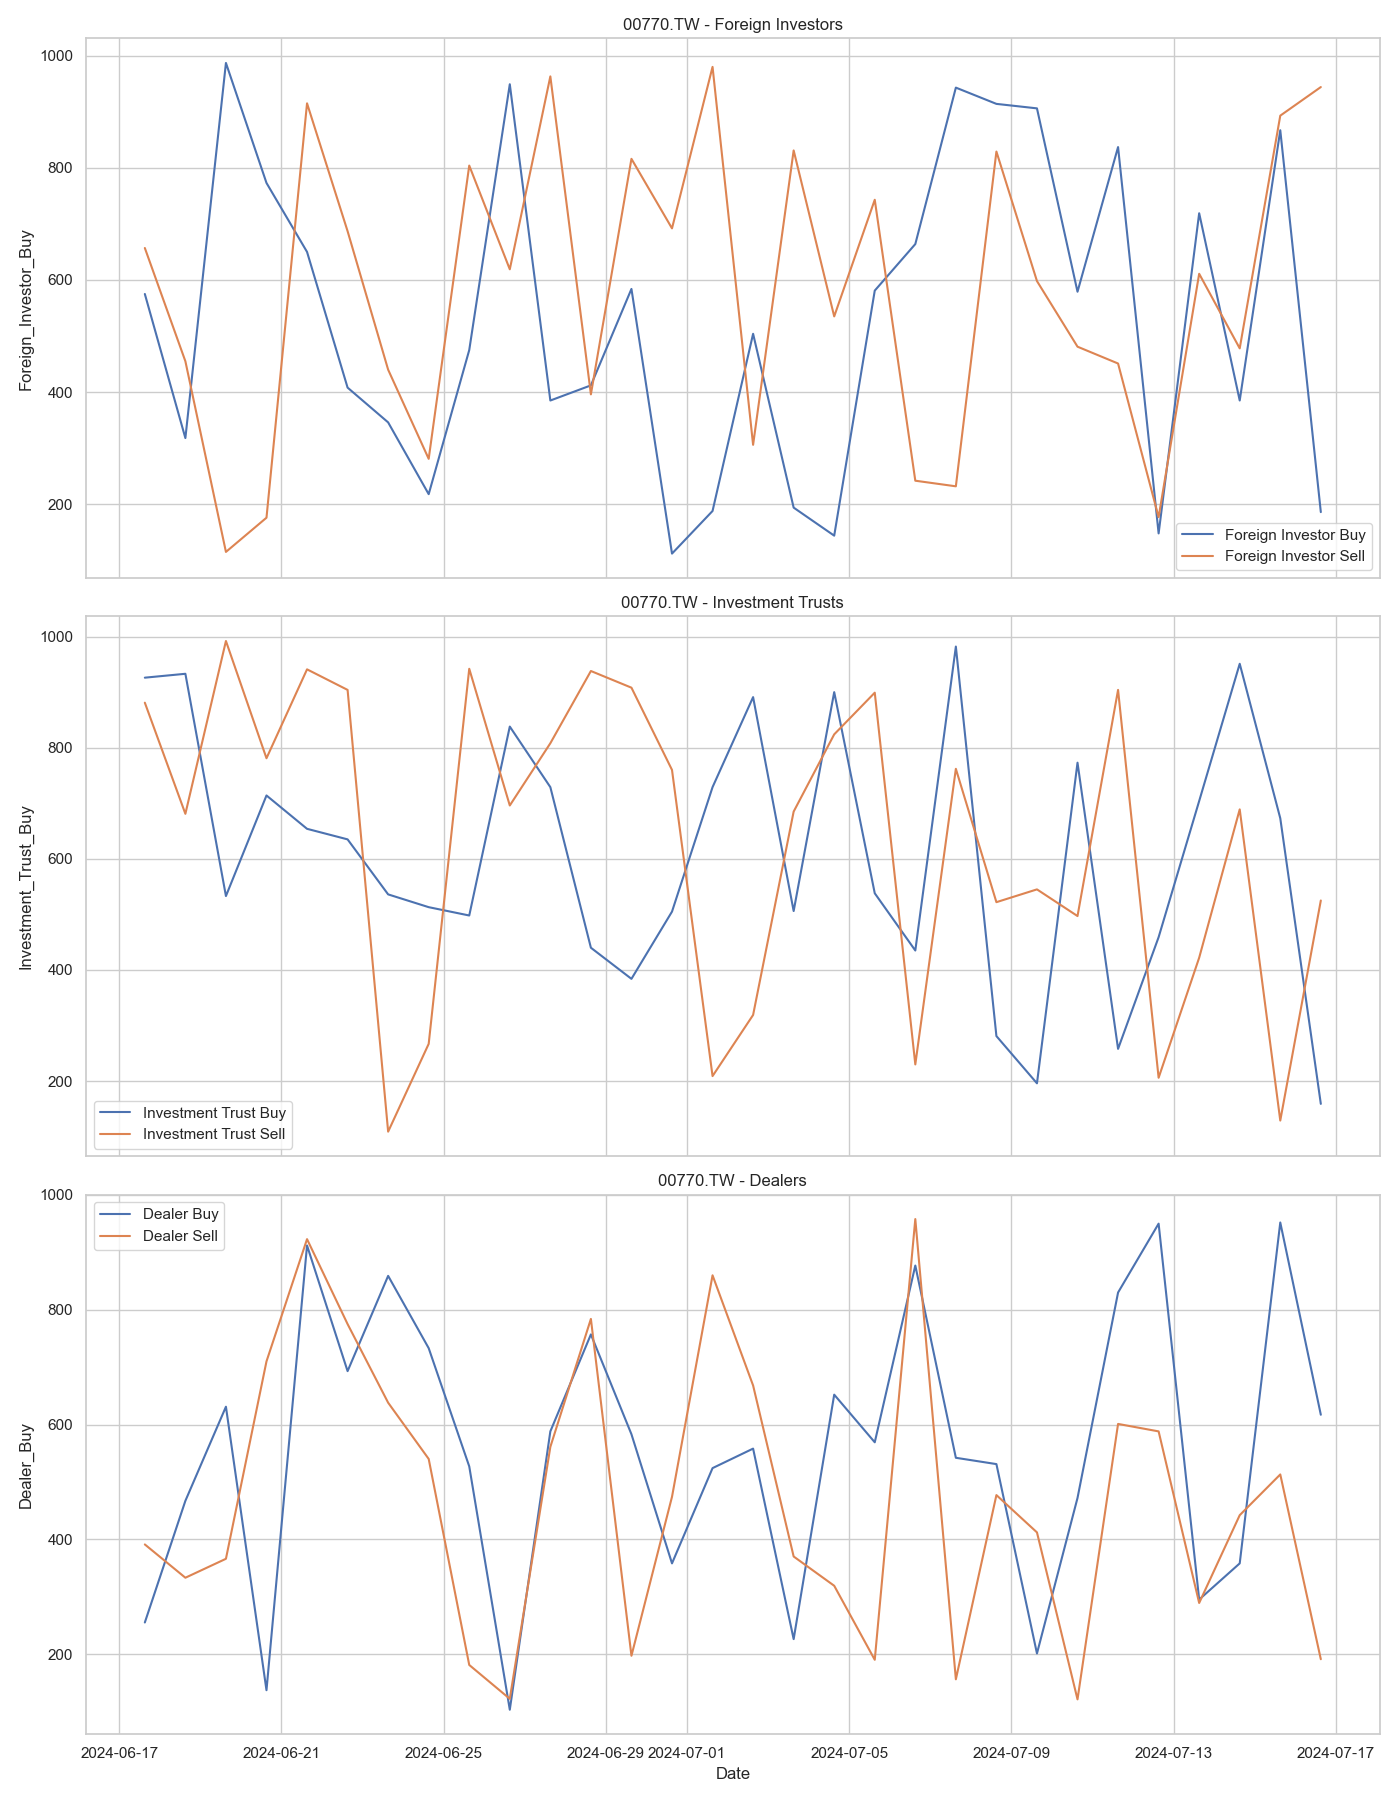 00770.TW - Foreign Investors
1000
800
600
400
200
Foreign_Investor_Buy
Foreign Investor Buy
Foreign Investor Sell
00770.TW - Investment Trusts
1000
800
600
400
200
Investment_Trust_Buy
Investment Trust Buy
Investment Trust Sell
00770.TW - Dealers
1000
800
600
400
200
Dealer_Buy
Dealer Buy
Dealer Sell
2024-06-17 2024-06-21 2024-06-25 2024-06-29 2024-07-01 2024-07-05 2024-07-09 2024-07-13 2024-07-17
Date